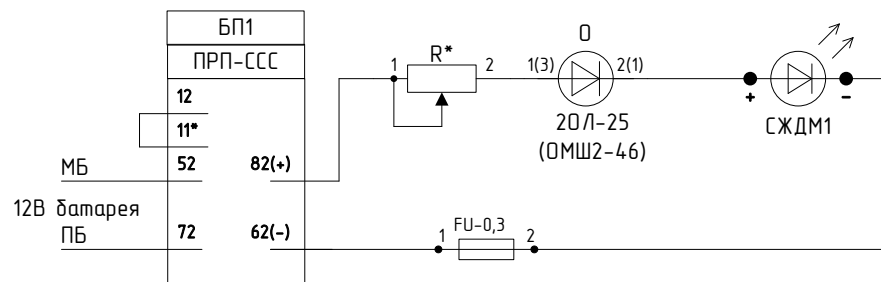 БП1
ПРП-ССС
12
11*
52
82(+)
72
62(-)
МБ
12В батарея
ПБ
1
R*
2
1(3)
О
2(1)
2ОЛ-25
(ОМШ2-46)
+
-
СЖДМ1
1
FU-0,3
2